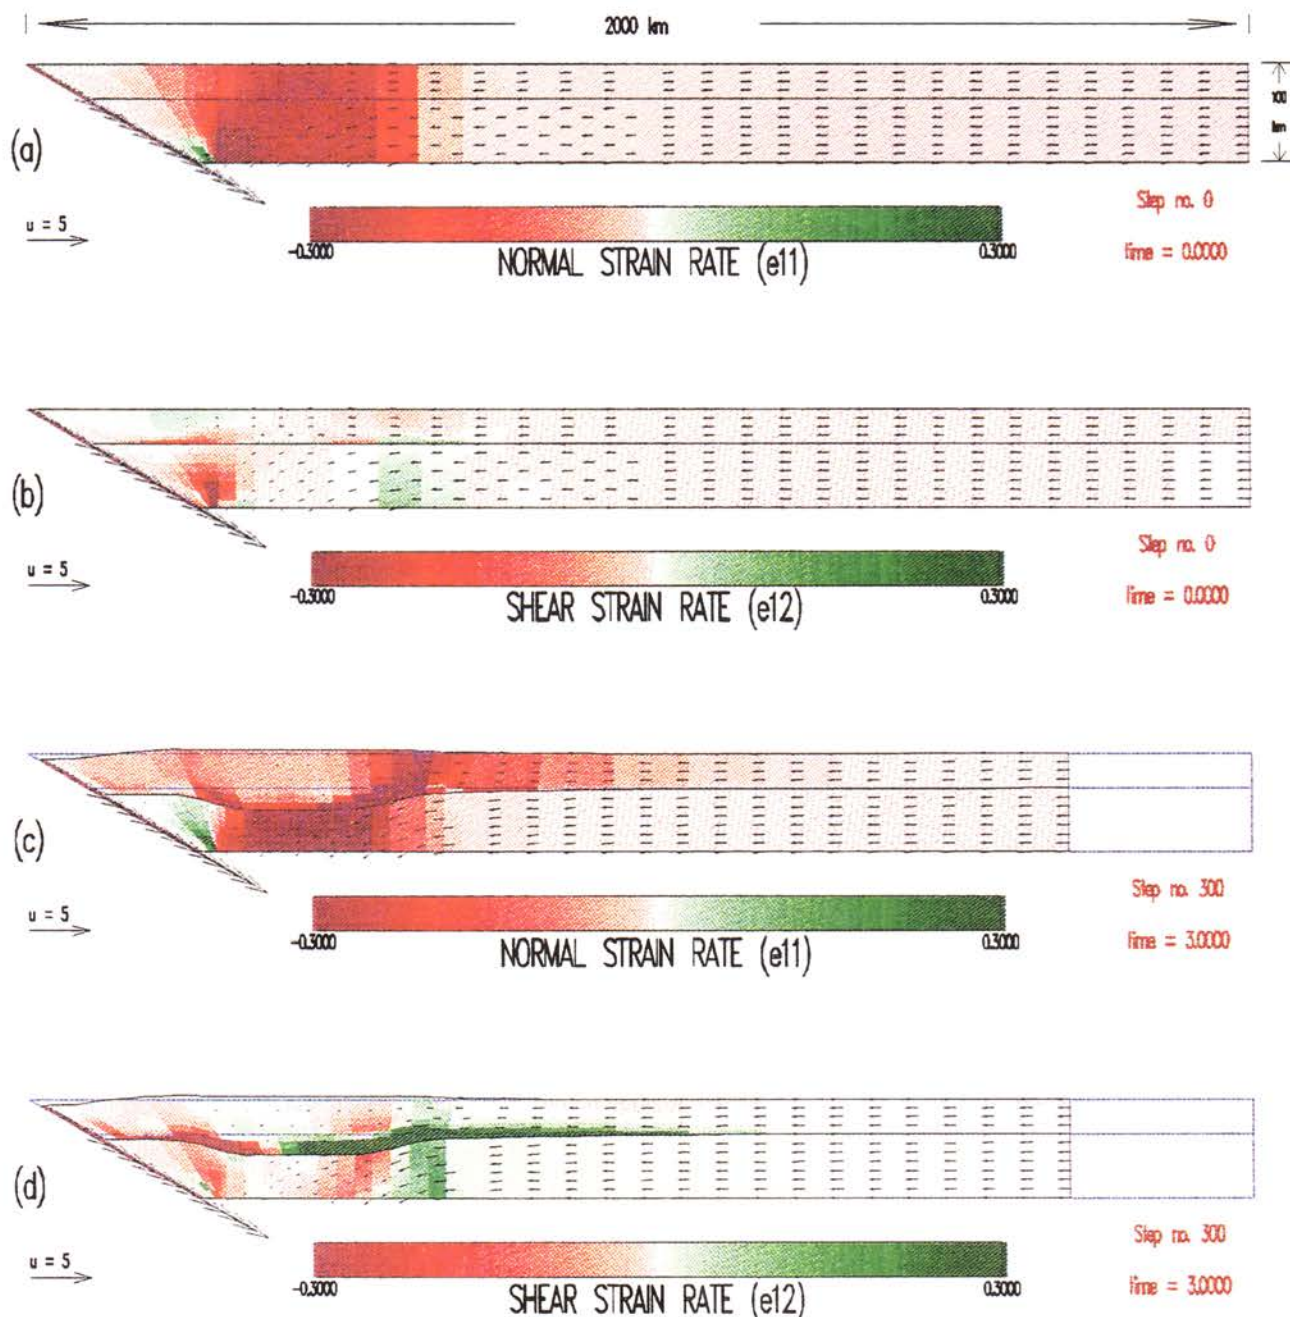 2000 km
100
km
(a)
u = 5
-0.3000 0.3000
NORMAL STRAIN RATE (e11)
Step no. 0
time = 0.0000
(b)
u = 5
-0.3000 0.3000
SHEAR STRAIN RATE (e12)
Step no. 0
time = 0.0000
(c)
u = 5
-0.3000 0.3000
NORMAL STRAIN RATE (e11)
Step no. 300
time = 3.0000
(d)
u = 5
-0.3000 0.3000
SHEAR STRAIN RATE (e12)
Step no. 300
time = 3.0000